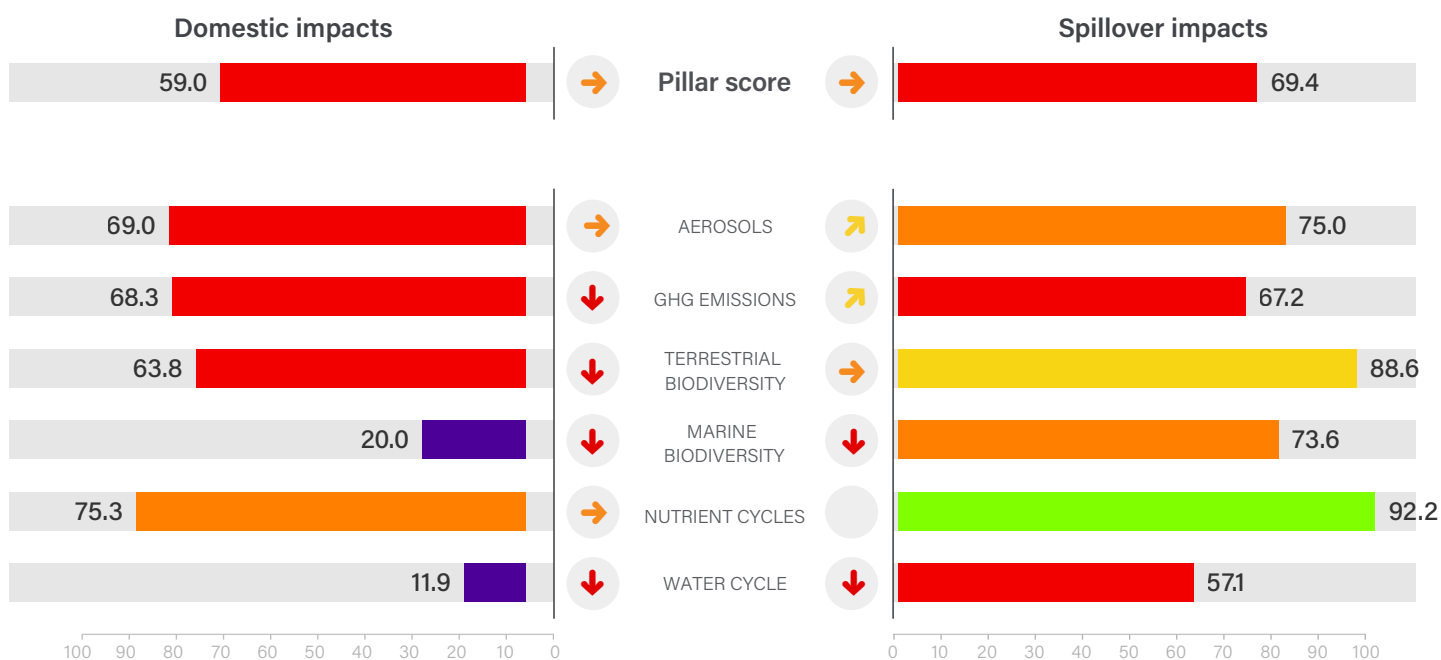 Domestic impacts
Spillover impacts
59.0
Pillar score
69.4
69.0
AEROSOLS
75.0
68.3
GHG EMISSIONS
67.2
63.8
TERRESTRIAL
BIODIVERSITY
88.6
20.0
MARINE
BIODIVERSITY
73.6
75.3
NUTRIENT CYCLES
92.2
11.9
WATER CYCLE
57.1
100 90 80 70 60 50 40 30 20 10 0
0 10 20 30 40 50 60 70 80 90 100